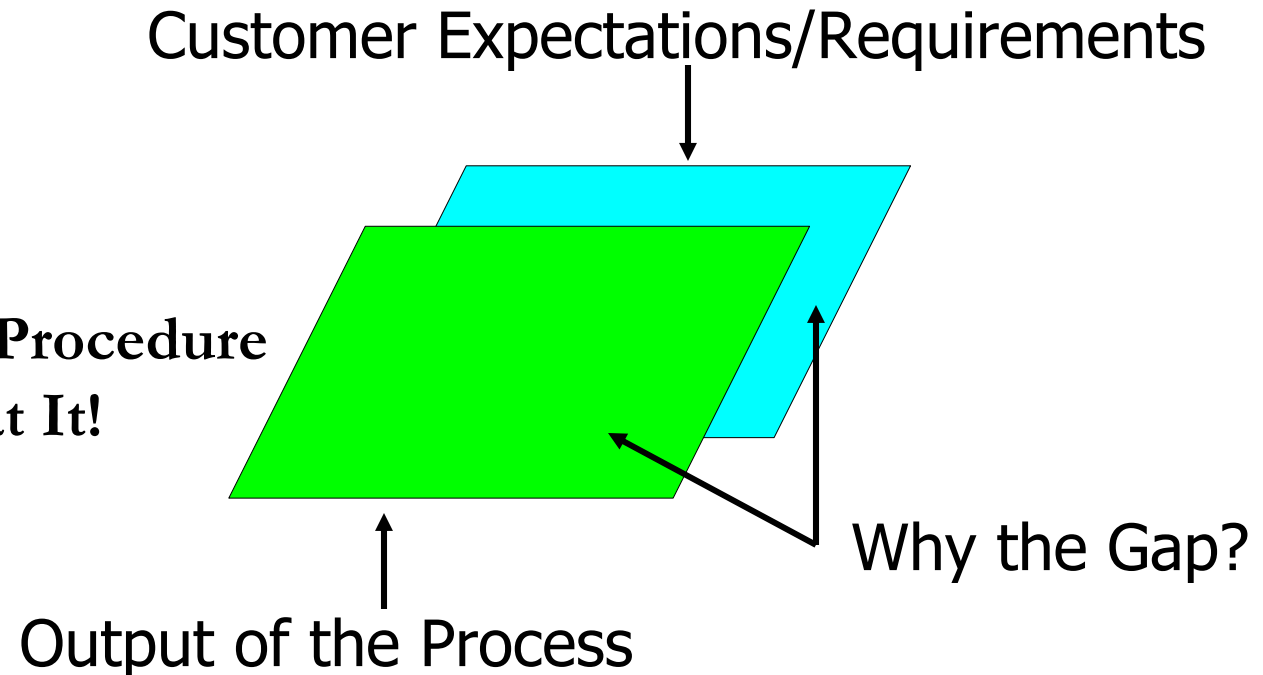 Customer Expectations/Requirements
Procedure
It!
Why the Gap?
Output of the Process